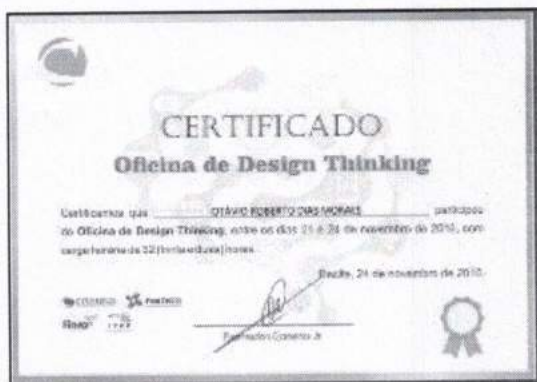 CERTIFICADO
Oficina de Design Thinking
Certificamos que OTÁVIO ROBERTO DIAS MORAES participou
do Oficina de Design Thinking, entre os dias 21 e 24 de novembro de 2010, com
carga horária de 32 (trinta e duas) horas.
Recife, 24 de novembro de 2010.